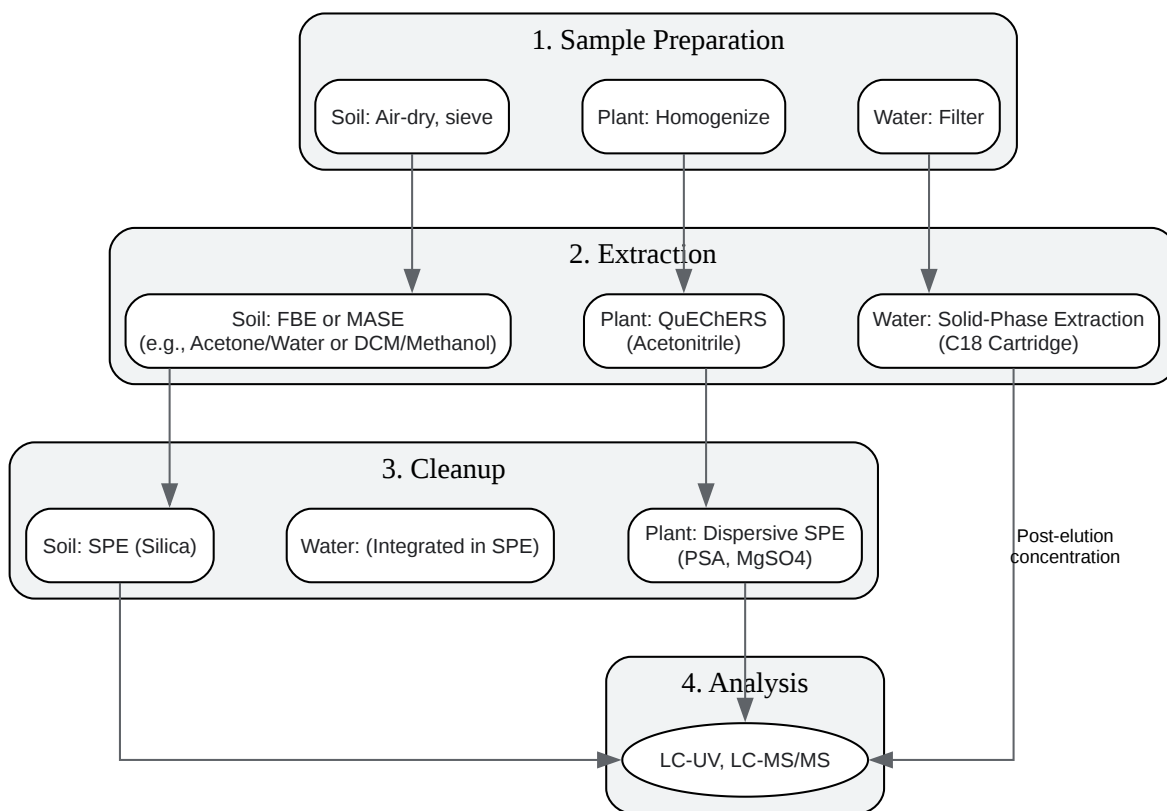 1. Sample Preparation
Soil: Air-dry, sieve
Plant: Homogenize
Water: Filter
2. Extraction
Soil: FBE or MASE
(e.g., Acetone/Water or DCM/Methanol)
Plant: QuEChERS
(Acetonitrile)
Water: Solid-Phase Extraction
(C18 Cartridge)
3. Cleanup
Soil: SPE (Silica)
Water: (Integrated in SPE)
Plant: Dispersive SPE
(PSA, MgSO4)
Post-elution
concentration
4. Analysis
LC-UV, LC-MS/MS